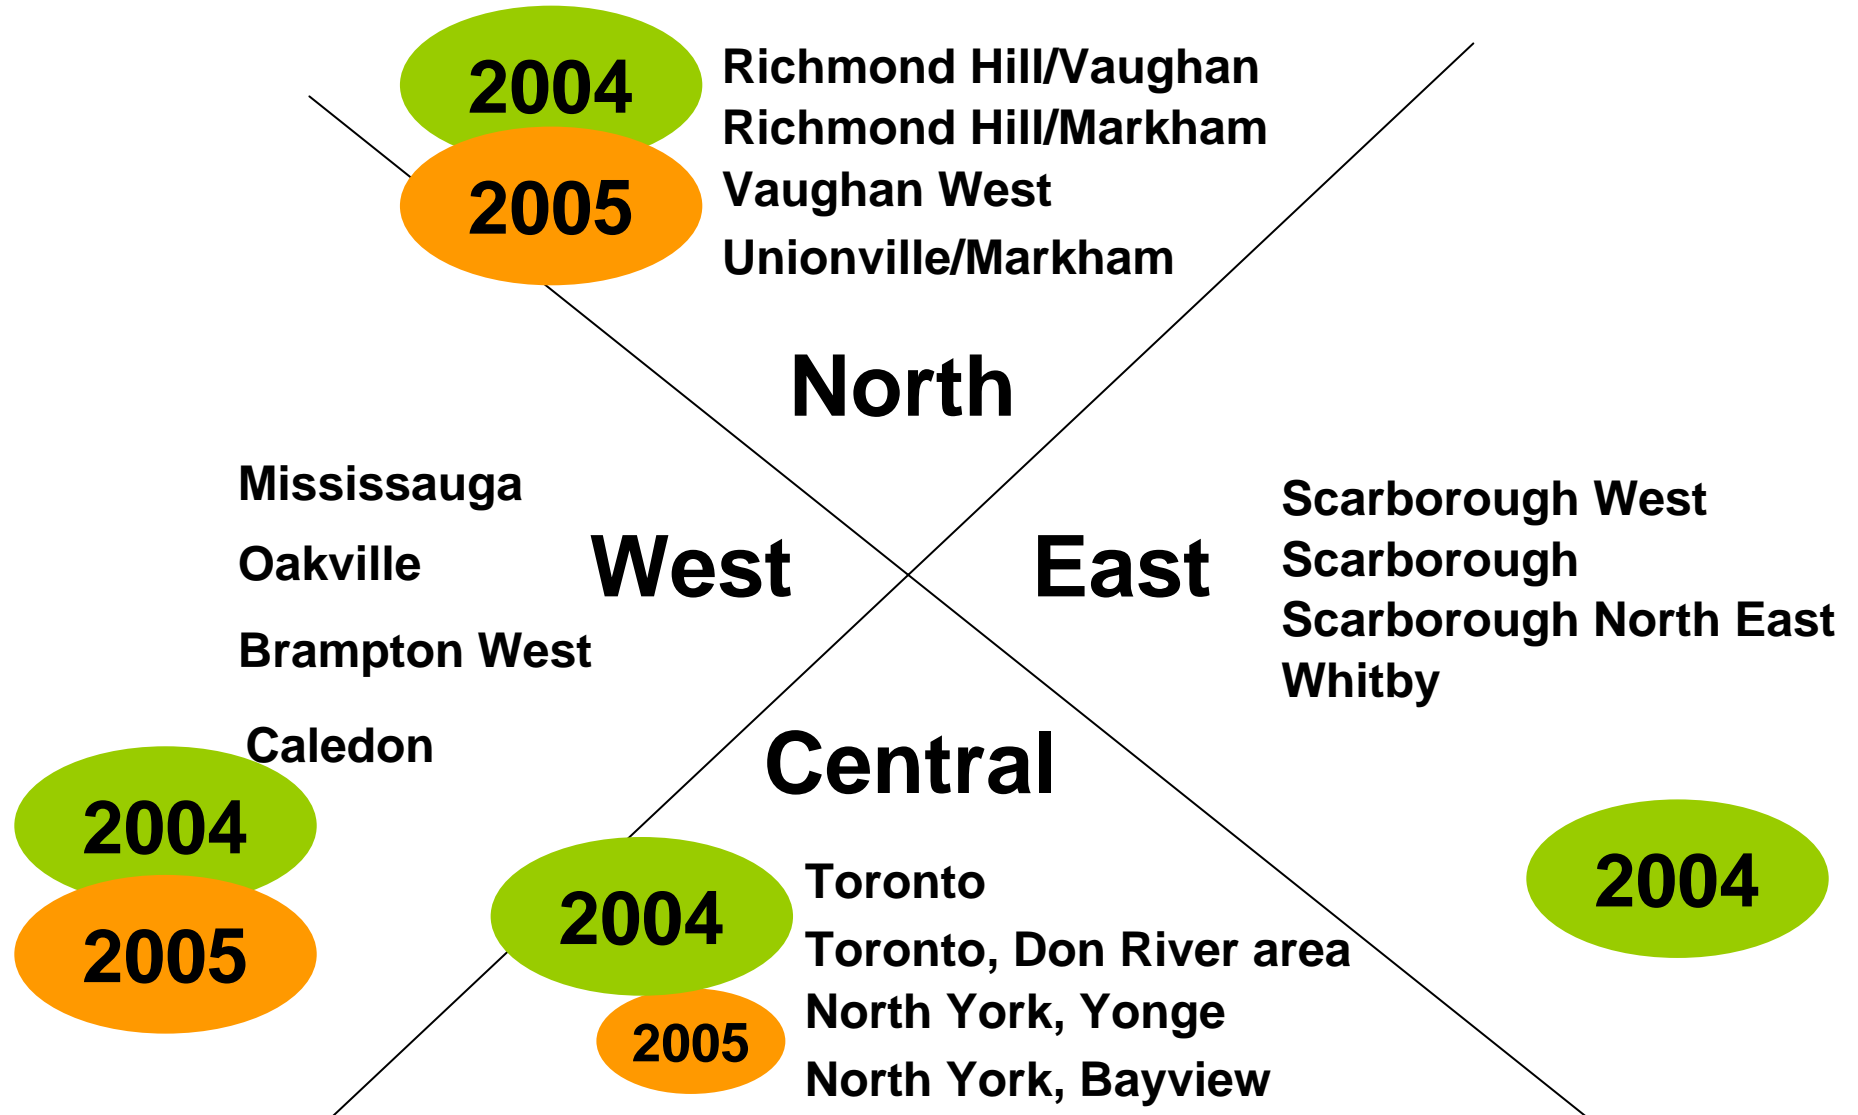 2004
2005
Richmond Hill/Vaughan
Richmond Hill/Markham
Vaughan West
Unionville/Markham
North
Mississauga
Oakville
Brampton West
Caledon
West
2004
2005
East
Scarborough West
Scarborough
Scarborough North East
Whitby
2004
Central
2004
2005
Toronto
Toronto, Don River area
North York, Yonge
North York, Bayview